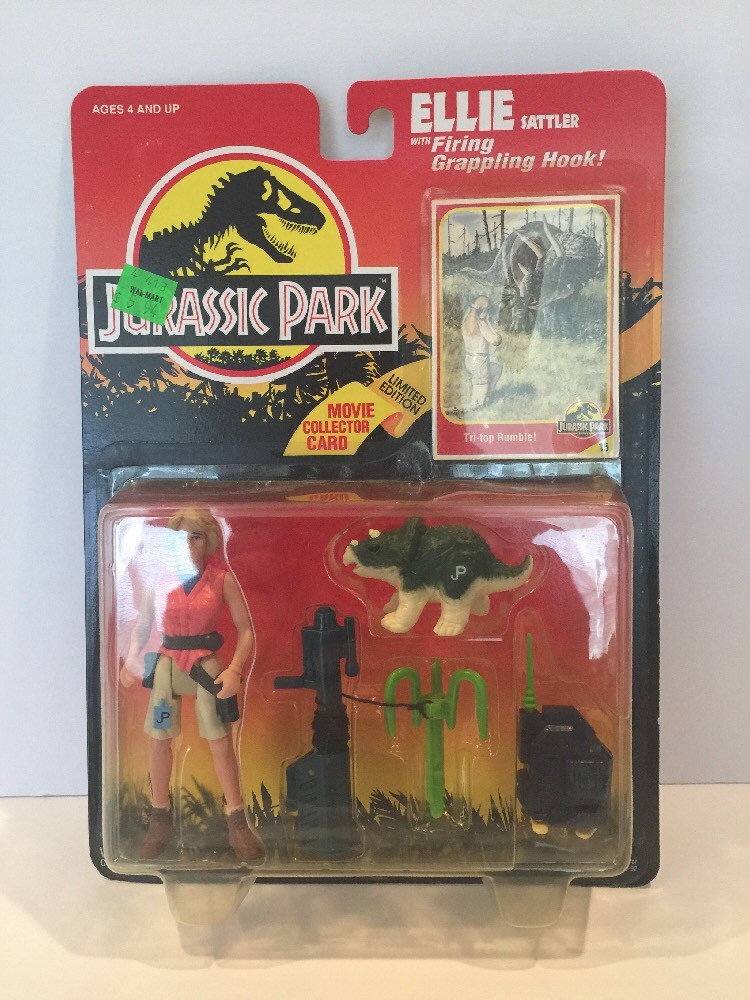 AGES 4 AND UP
ELLIE SATTLER
WITH Firing
Grappling Hook!
WAL-MART
JURASSIC PARK
TM
LIMITED
EDITION
MOVIE
COLLECTOR
CARD
Tri-top Rumble!
JURASSIC PARK
15
JP
JP